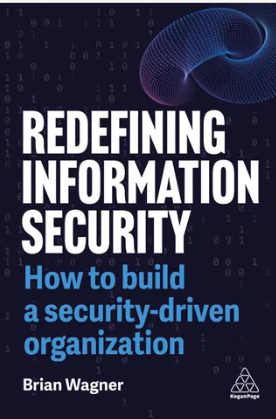 REDEFINING
INFORMATION
SECURITY
How to build
a security-driven
organization
Brian Wagner
KoganPage